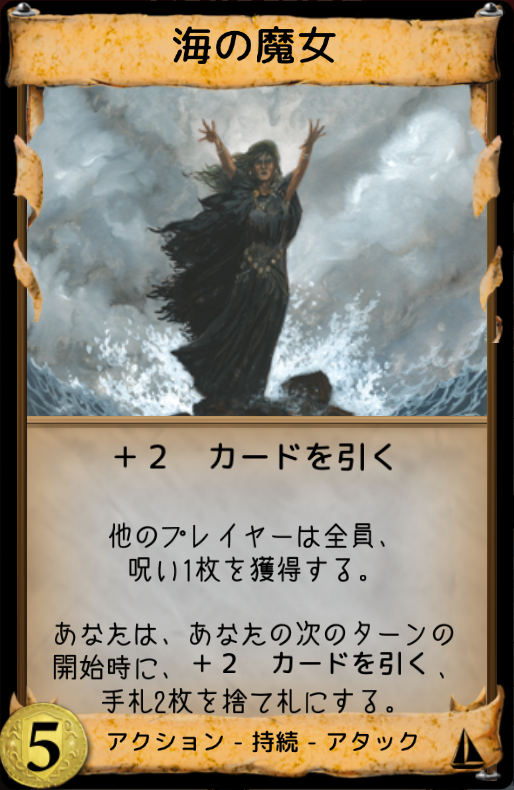 海の魔女
＋２　カードを引く
他のプレイヤーは全員、
呪い1枚を獲得する。
あなたは、あなたの次のターンの
開始時に、＋２　カードを引く、
手札2枚を捨て札にする。
5
アクション - 持続 - アタック